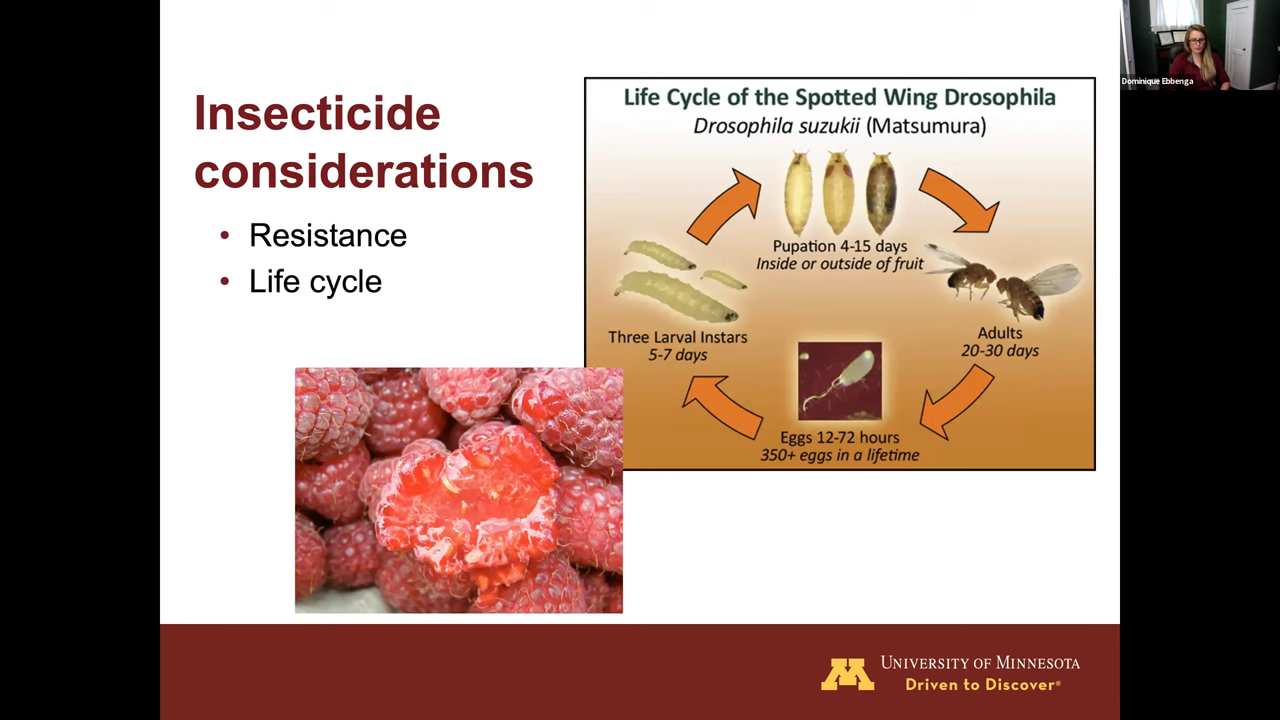 Insecticide
considerations
• Resistance
• Life cycle
Life Cycle of the Spotted Wing Drosophila
Drosophila suzukii (Matsumura)
Pupation 4-15 days
Inside or outside of fruit
Three Larval Instars
5-7 days
Adults
20-30 days
Eggs 12-72 hours
350+ eggs in a lifetime
M UNIVERSITY OF MINNESOTA
Driven to Discover®
Dominique Ebbenga